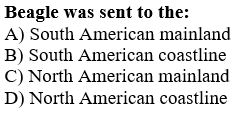 Beagle was sent to the:
A) South American mainland
B) South American coastline
C) North American mainland
D) North American coastline